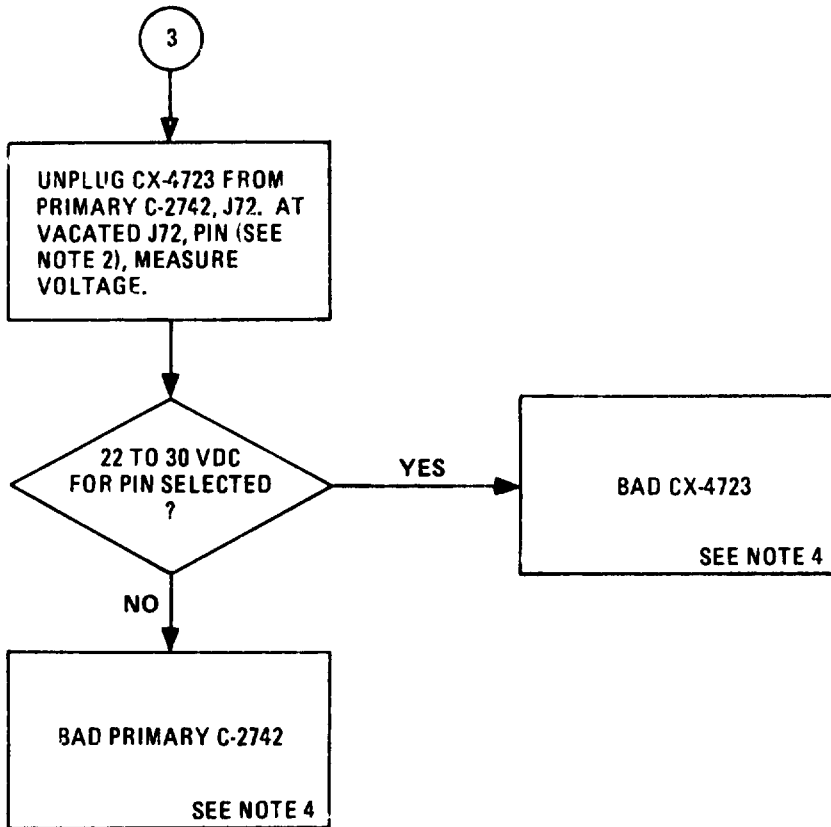 3
UNPLUG CX-4723 FROM
PRIMARY C-2742, J72. AT
VACATED J72, PIN (SEE
NOTE 2), MEASURE
VOLTAGE.
22 TO 30 VDC
FOR PIN SELECTED
?
YES
BAD CX-4723
SEE NOTE 4
NO
BAD PRIMARY C-2742
SEE NOTE 4